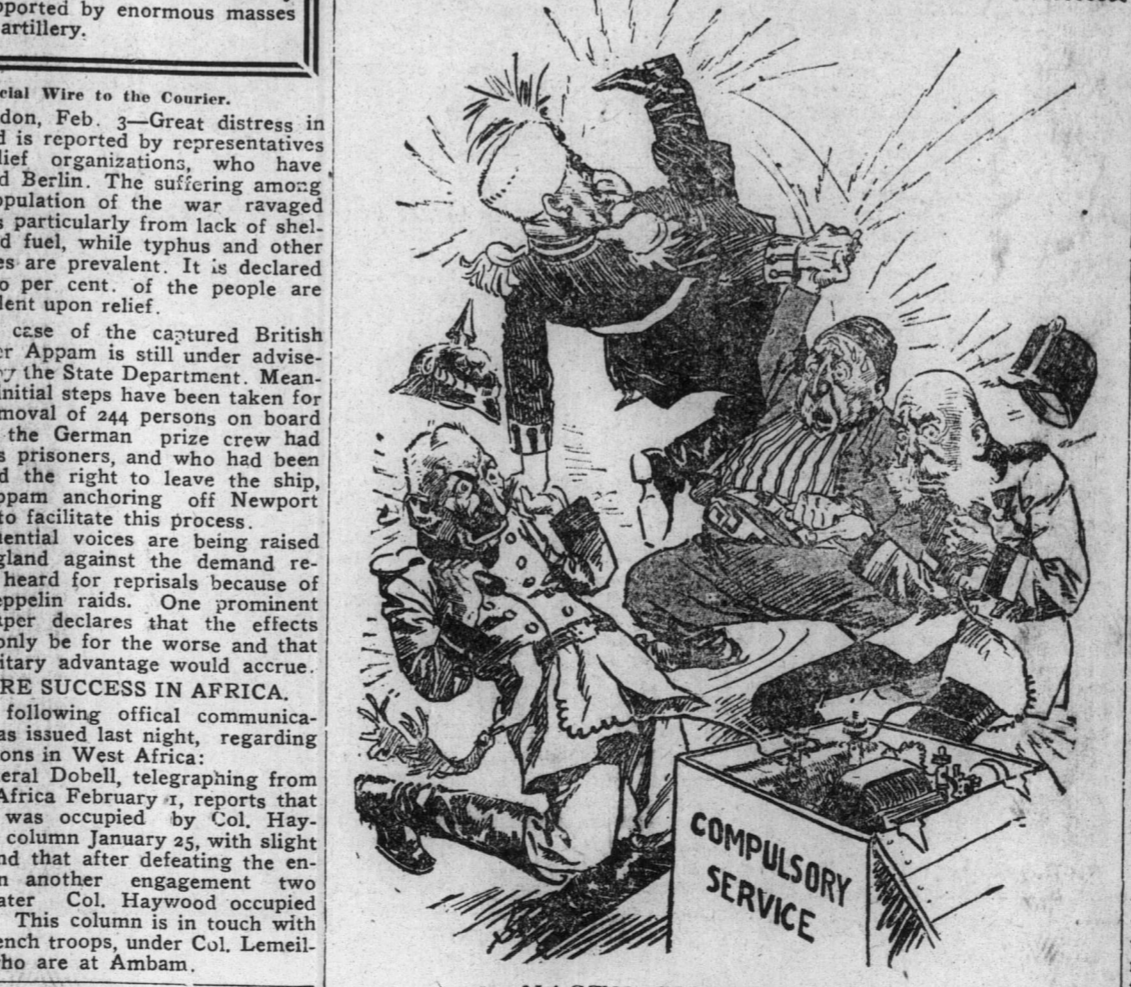 pported by enormous masses
artillery.
cial Wire to the Courier.
don, Feb. 3—Great distress in
d is reported by representatives
lief organizations, who have
d Berlin. The suffering among
opulation of the war ravaged
s particularly from lack of shel-
d fuel, while typhus and other
es are prevalent. It is declared
o per cent. of the people are
dent upon relief.
case of the captured British
er Appam is still under advise-
y the State Department. Mean-
initial steps have been taken for
moval of 244 persons on board
the German prize crew had
s prisoners, and who had been
d the right to leave the ship,
ppam anchoring off Newport
to facilitate this process.
uential voices are being raised
gland against the demand re-
heard for reprisals because of
eppelin raids. One prominent
aper declares that the effects
only be for the worse and that
itary advantage would accrue.
RE SUCCESS IN AFRICA.
following offical communica-
as issued last night, regarding
ions in West Africa:
eral Dobell, telegraphing from
Africa February 1, reports that
was occupied by Col. Hay-
column January 25, with slight
nd that after defeating the en-
n another engagement two
ater Col. Haywood occupied
This column is in touch with
ench troops, under Col. Lemeil-
ho are at Ambam.
COMPULSORY
SERVICE